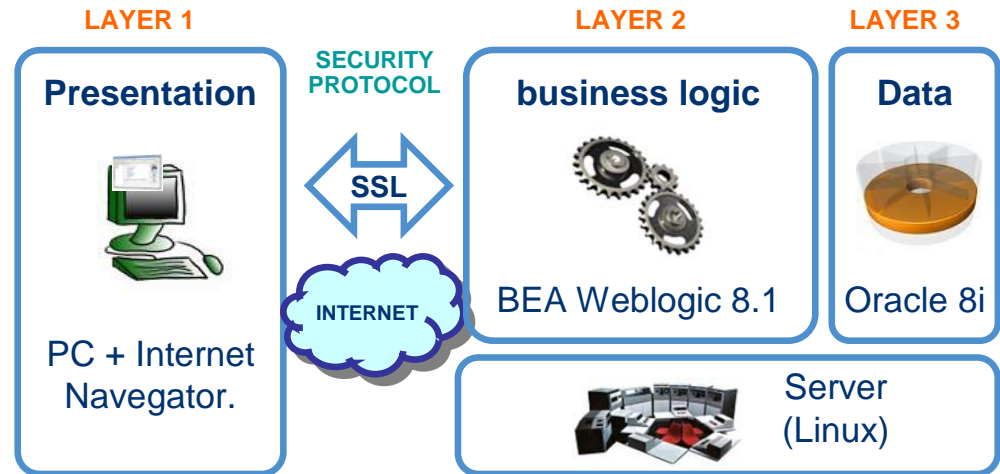 LAYER 1
LAYER 2
LAYER 3
SECURITY
PROTOCOL
Presentation
business logic
Data
SSL
INTERNET
BEA Weblogic 8.1
Oracle 8i
PC + Internet
Navegator.
Server
(Linux)